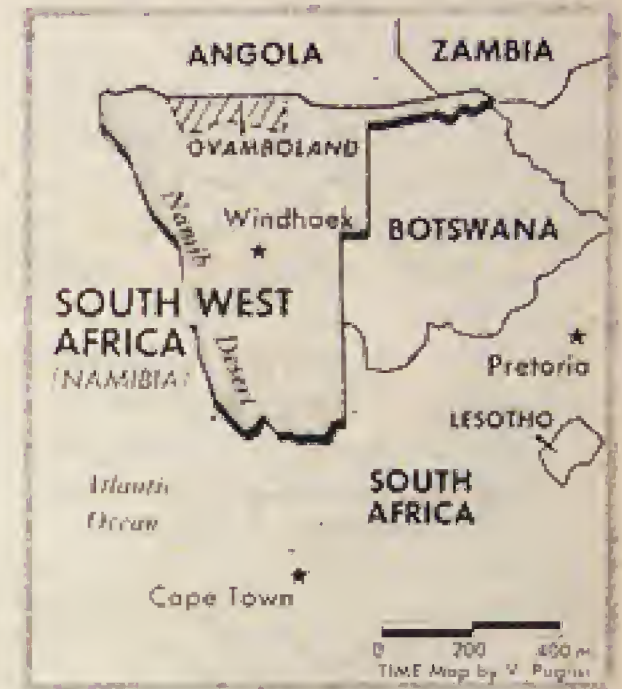 ANGOLA
ZAMBIA
OVAMBOLAND
Namib
Windhoek
BOTSWANA
SOUTH WEST
AFRICA
(NAMIBIA)
Desert
Pretoria
LESOTHO
Atlantic
Ocean
SOUTH
AFRICA
Cape Town
0 200 400 m
TIME Map by V.